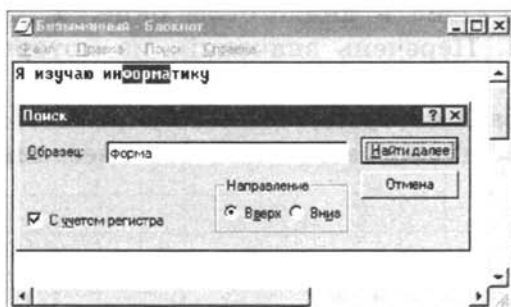 Безымянный - Блокнот
Файл Правка Поиск Справка
Я изучаю информатику
Поиск
Образец: форма
Найти далее
Направление
Отмена
С учетом регистра
Вверх Вниз